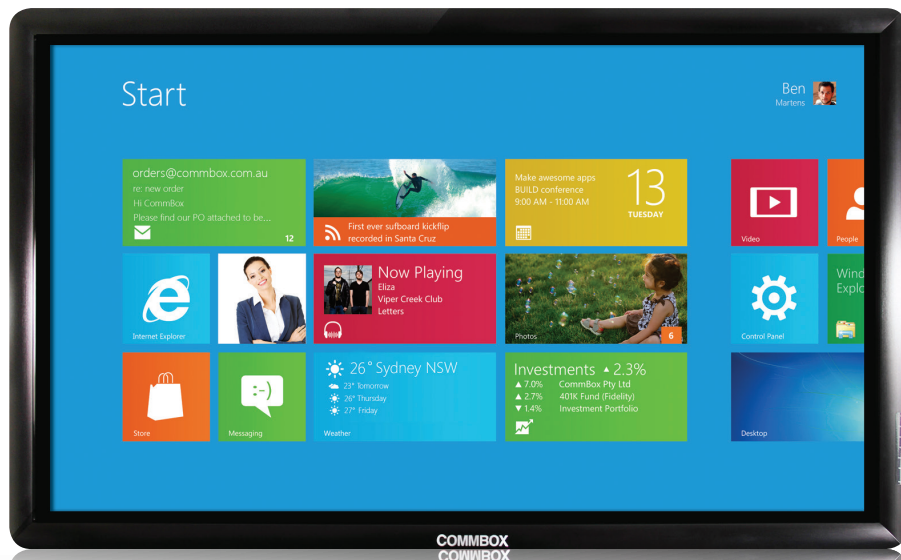 Start
Ben
Martens
orders@commbox.com.au
re: new order
Hi CommBox
Please find our PO attached to be...
12
First ever sufboard kickflip
recorded in Santa Cruz
Make awesome apps
BUILD conference
9:00 AM - 11:00 AM
13
TUESDAY
Video
People
Internet Explorer
Now Playing
Eliza
Viper Creek Club
Letters
Photos
6
Control Panel
Wind
Explo
Store
:-)
Messaging
26° Sydney NSW
23° Tomorrow
26° Thursday
27° Friday
Weather
Investments ▲ 2.3%
▲ 7.0% CommBox Pty Ltd
▲ 2.7% 401K Fund (Fidelity)
▼ 1.4% Investment Portfolio
Desktop
COMMBOX